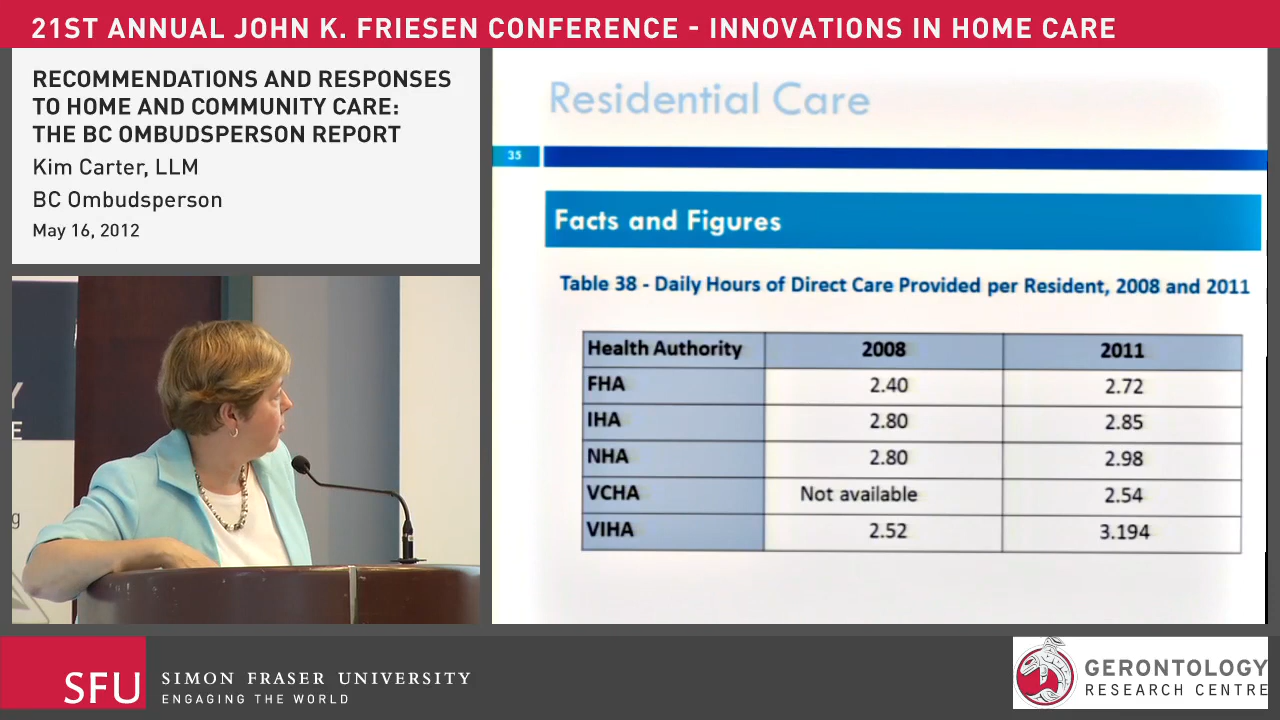 21ST ANNUAL JOHN K. FRIESEN CONFERENCE - INNOVATIONS IN HOME CARE
RECOMMENDATIONS AND RESPONSES
TO HOME AND COMMUNITY CARE:
THE BC OMBUDSPERSON REPORT
Kim Carter, LLM
BC Ombudsperson
May 16, 2012
Residential Care
35
Facts and Figures
Table 38 - Daily Hours of Direct Care Provided per Resident, 2008 and 2011
Health Authority 2008 2011
FHA 2.40 2.72
IHA 2.80 2.85
NHA 2.80 2.98
VCHA Not available 2.54
VIHA 2.52 3.194
SFU SIMON FRASER UNIVERSITY
ENGAGING THE WORLD
GERONTOLOGY
RESEARCH CENTRE